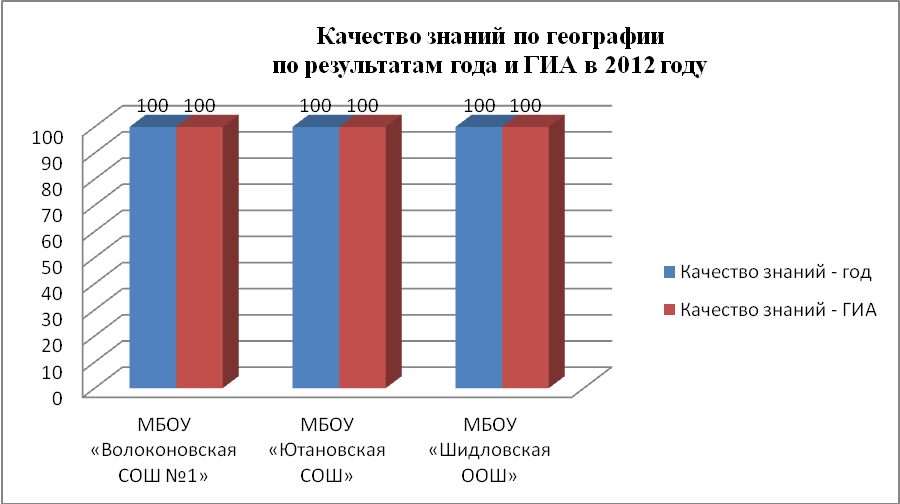 Качество знаний по географии
по результатам года и ГИА в 2012 году
100 100 100 100 100 100
100
90
80
70
60
50
40
30
20
10
0
МБОУ
«Волоконовская
СОШ №1»
МБОУ
«Ютановская
СОШ»
МБОУ
«Шидловская
ООШ»
Качество знаний - год
Качество знаний - ГИА